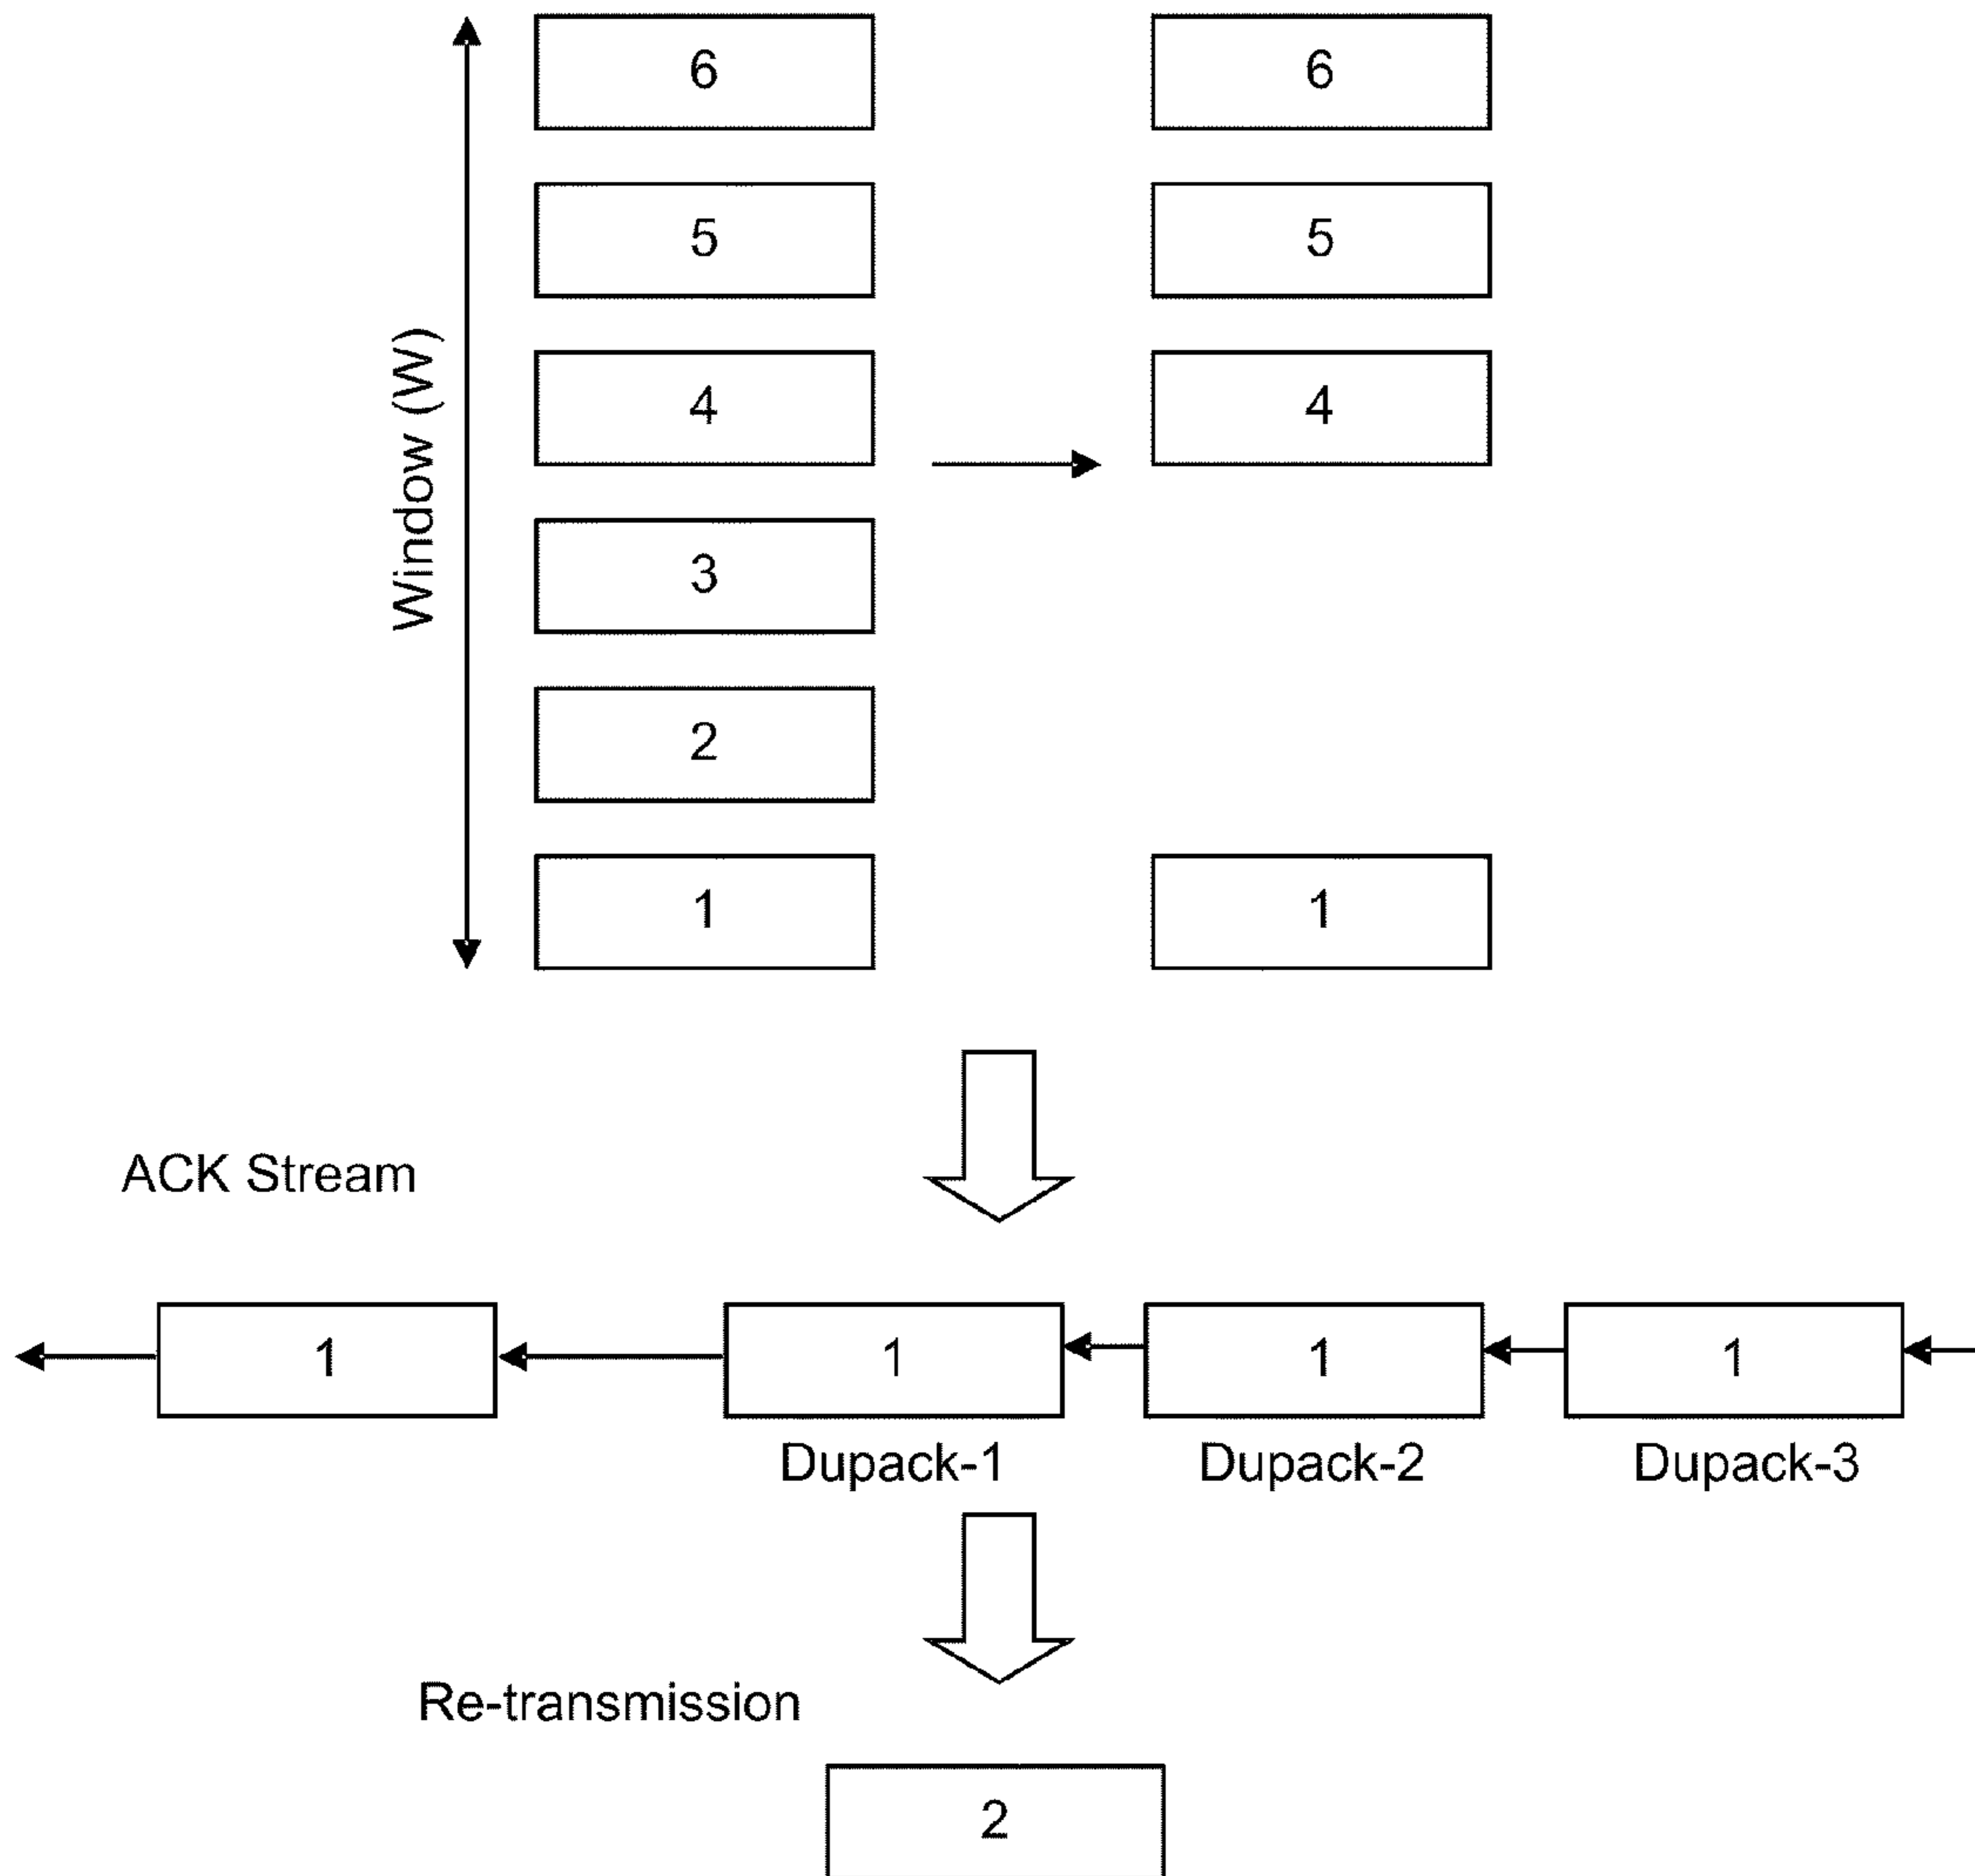 6 6
5 5
Window (W)
4 4
3
2
1 1
ACK Stream
1 1 1 1
Dupack-1 Dupack-2 Dupack-3
Re-transmission
2